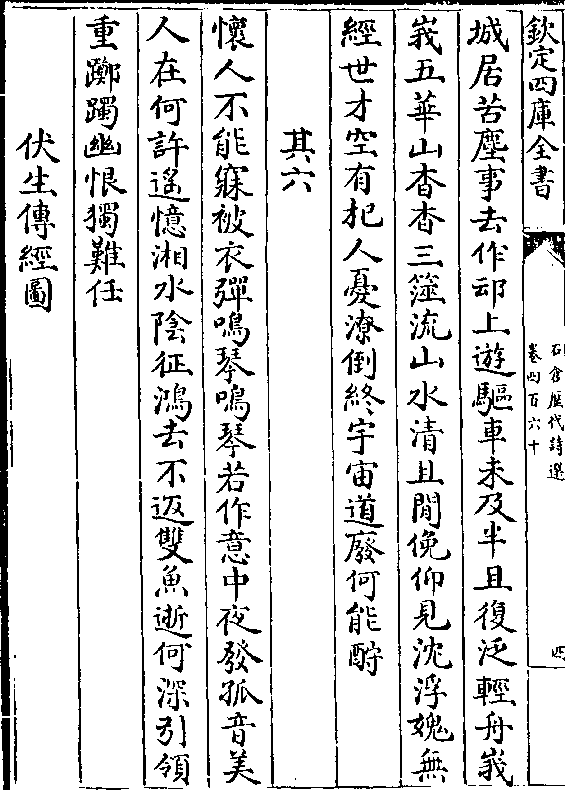 欽定四庫全書
石倉歷代詩選
卷四百六十
四
城居苦塵事去作邙上遊驅車未及半且復泛輕舟峩
峩五華山杳杳三筮流山水清且閒俛仰見沈浮媿無
經世才空有杞人憂潦倒終宇宙道廢何能酧
其六
懷人不能寐被衣彈鳴琴鳴琴若作意中夜發孤音美
人在何許遙憶湘水陰征鴻去不返雙魚逝何深引領
重躑躅幽恨獨難任
伏生傳經圖